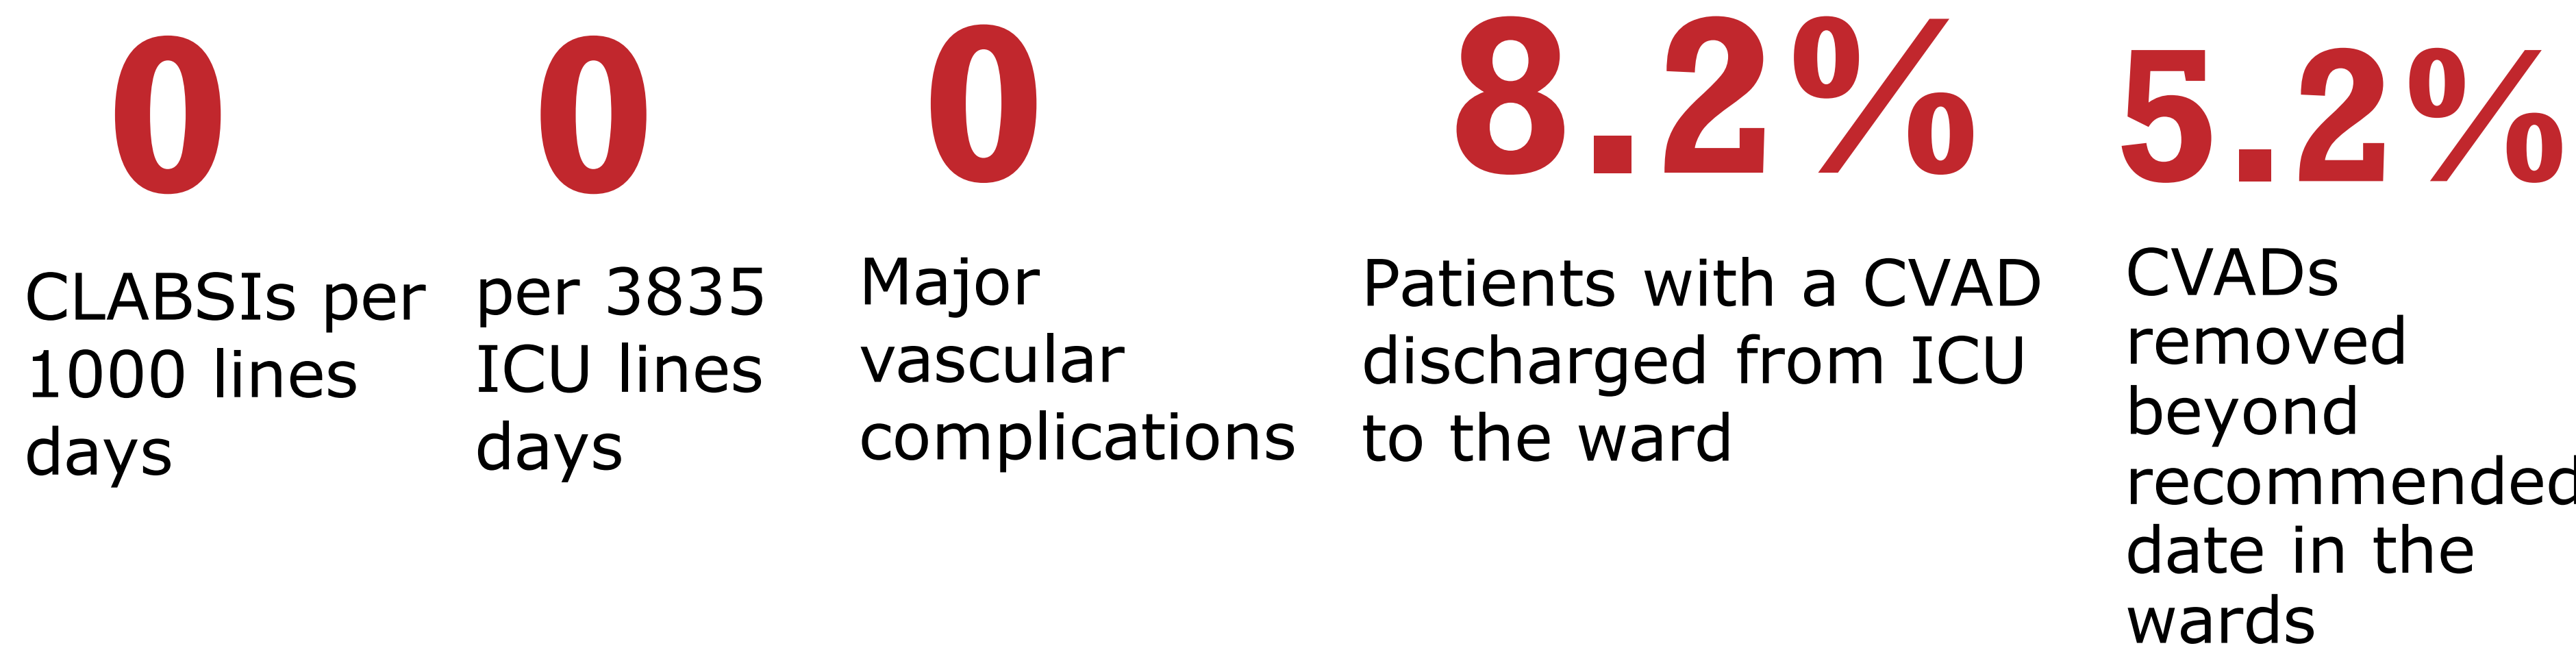 0
CLABSIs per
1000 lines
days
0
per 3835
ICU lines
days
0
Major
vascular
complications
8.2%
Patients with a CVAD
discharged from ICU
to the ward
5.2%
CVADs
removed
beyond
recommended
date in the
wards